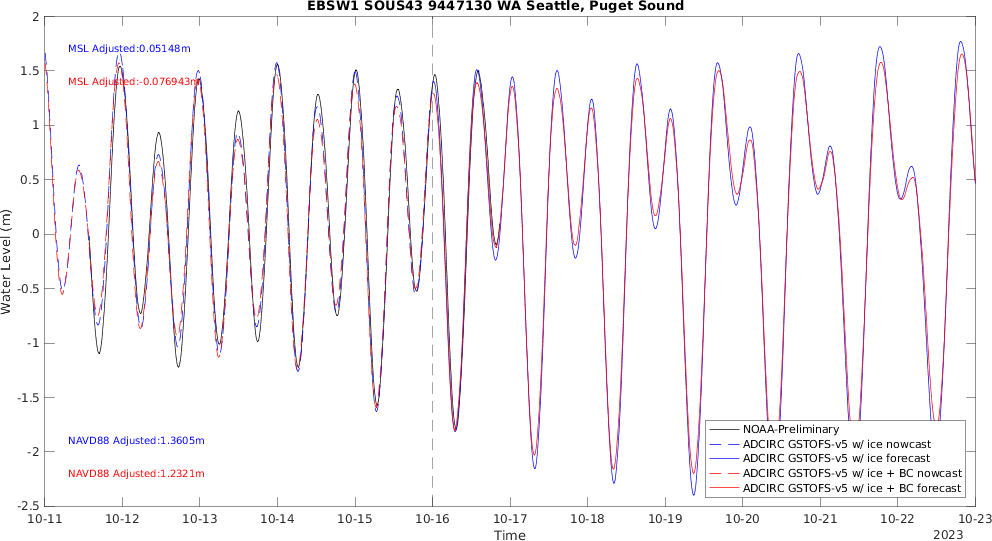 EBSW1 SOUS43 9447130 WA Seattle, Puget Sound
2
1.5
1
0.5
0
-0.5
-1
-1.5
-2
-2.5
Water Level (m)
MSL Adjusted:0.05148m
MSL Adjusted:-0.076943m
NAVD88 Adjusted:1.3605m
NAVD88 Adjusted:1.2321m
NOAA-Preliminary
ADCIRC GSTOFS-v5 w/ ice nowcast
ADCIRC GSTOFS-v5 w/ ice forecast
ADCIRC GSTOFS-v5 w/ ice + BC nowcast
ADCIRC GSTOFS-v5 w/ ice + BC forecast
10-11 10-12 10-13 10-14 10-15 10-16 10-17 10-18 10-19 10-20 10-21 10-22 10-23
Time
2023